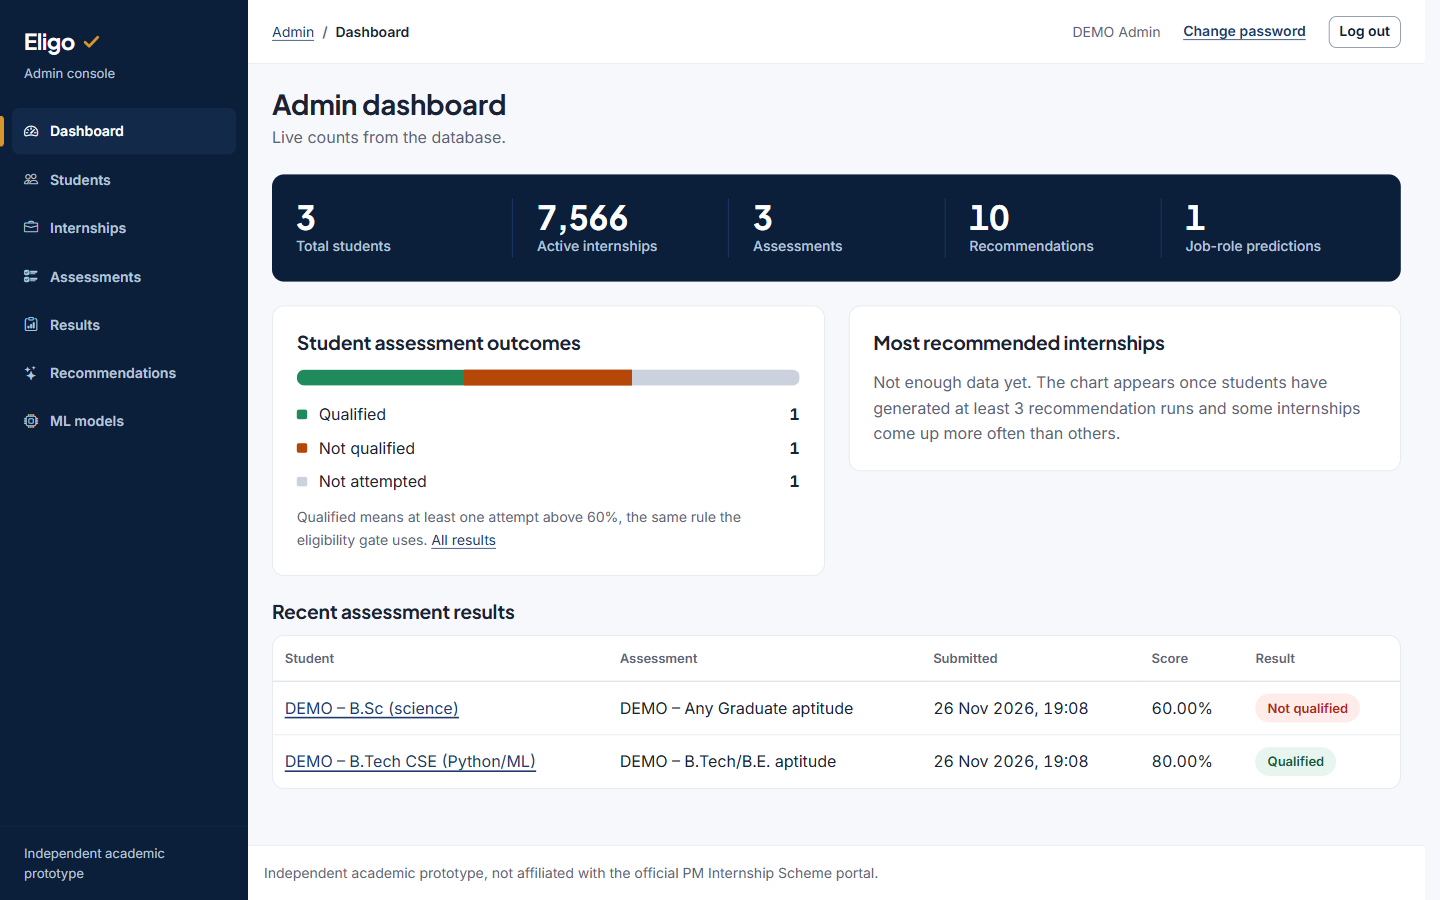 Eligo
Admin console
Dashboard
Students
Internships
Assessments
Results
Recommendations
ML models
Independent academic
prototype
Admin / Dashboard
DEMO Admin Change password Log out
Admin dashboard
Live counts from the database.
3 7,566 3 10 1
Total students Active internships Assessments Recommendations Job-role predictions
Student assessment outcomes
Qualified 1
Not qualified 1
Not attempted 1
Qualified means at least one attempt above 60%, the same rule the
eligibility gate uses. All results
Most recommended internships
Not enough data yet. The chart appears once students have
generated at least 3 recommendation runs and some internships
come up more often than others.
Recent assessment results
Student Assessment Submitted Score Result
DEMO – B.Sc (science) DEMO – Any Graduate aptitude 26 Nov 2026, 19:08 60.00% Not qualified
DEMO – B.Tech CSE (Python/ML) DEMO – B.Tech/B.E. aptitude 26 Nov 2026, 19:08 80.00% Qualified
Independent academic prototype, not affiliated with the official PM Internship Scheme portal.